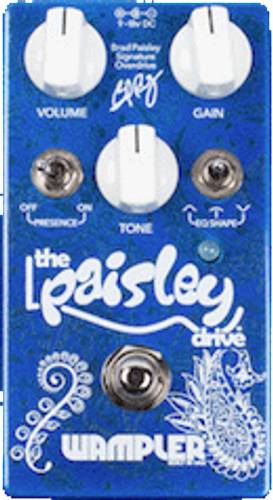 9-18V DC
Brad Paisley
Signature
Overdrive
VOLUME
GAIN
OFF
ON
PRESENCE
TONE
EQ SHAPE
the
paisley
drive
WAMPLER